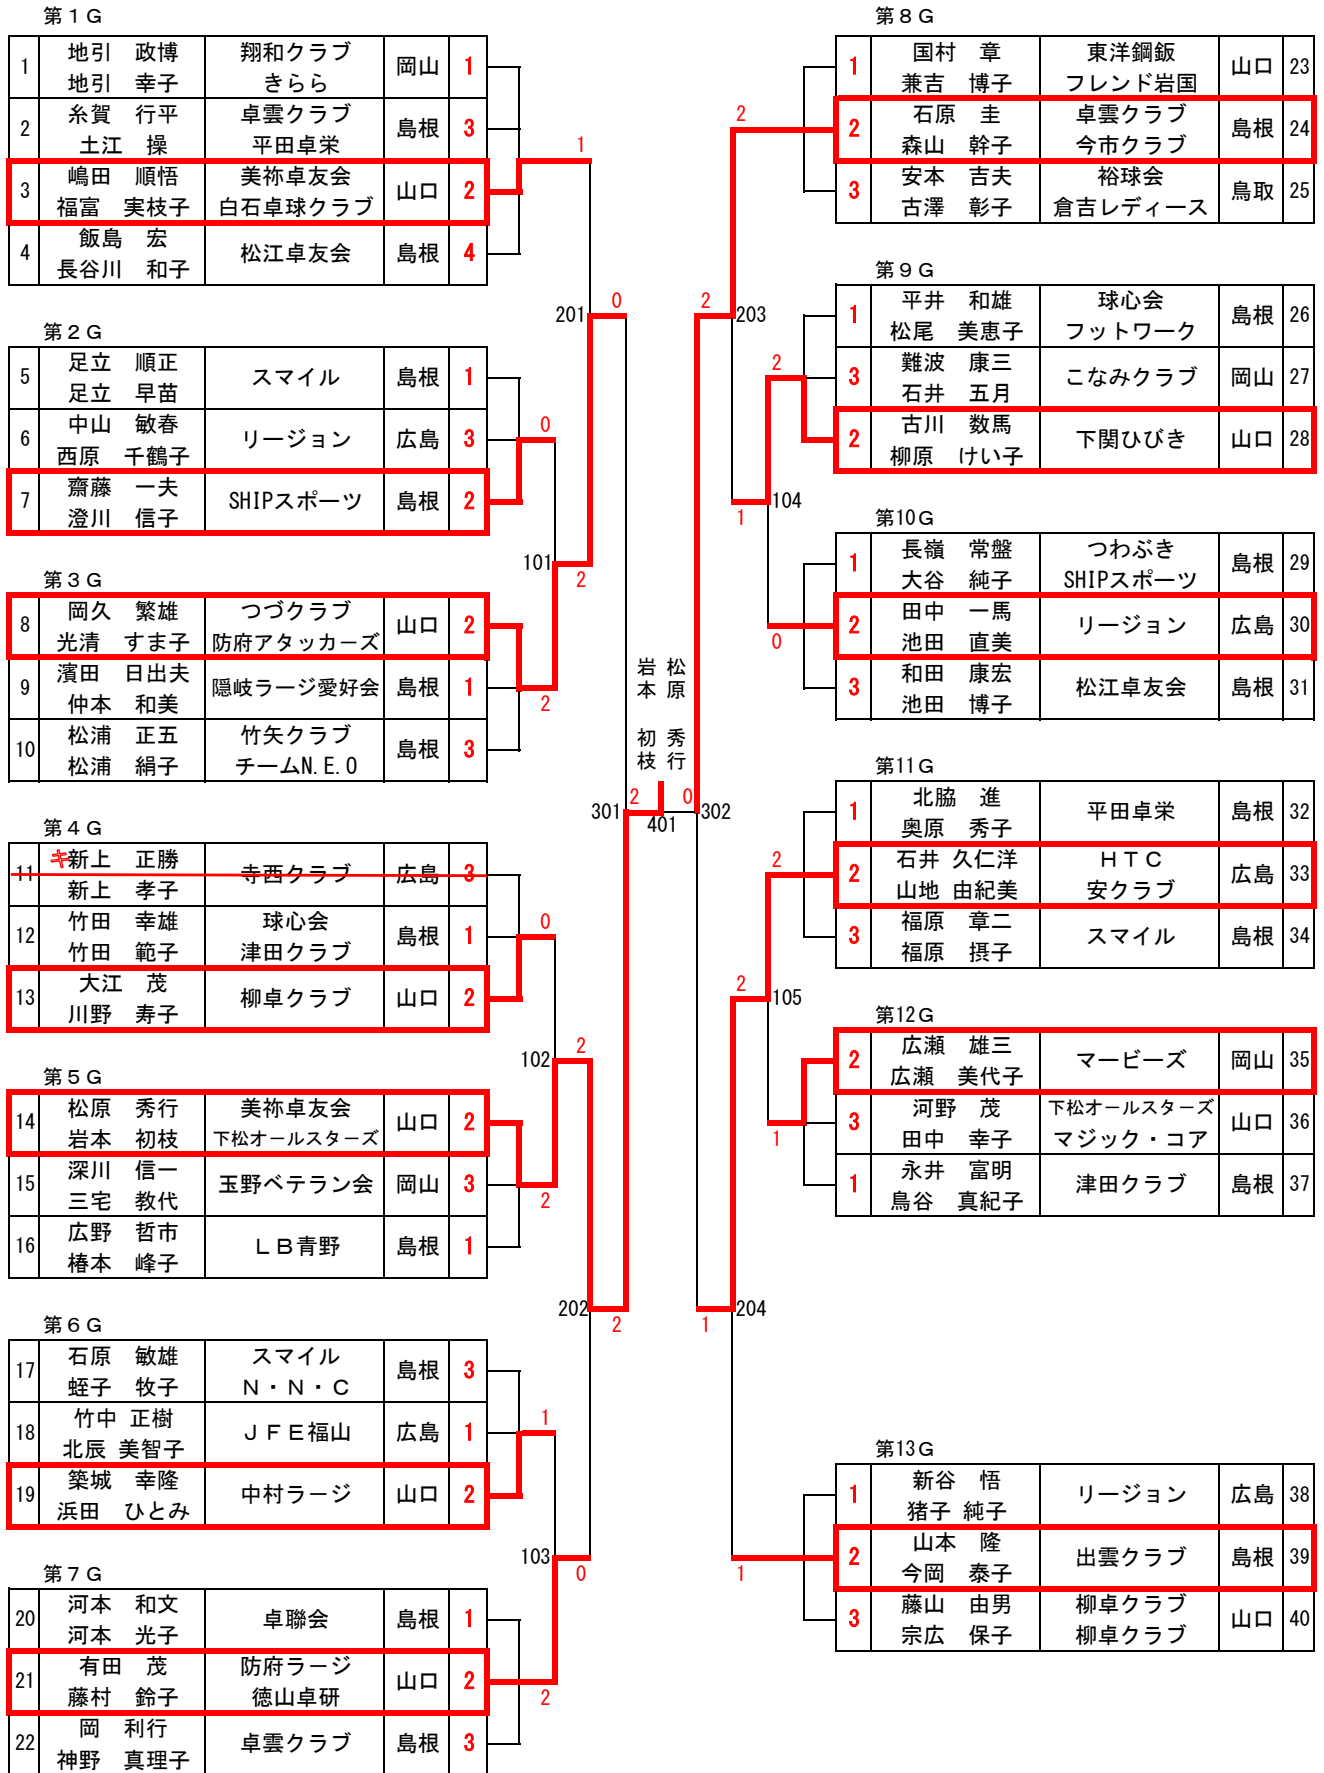 第1G
1 地引 政博 翔和クラブ 岡山 1
地引 幸子 きらら
2 糸賀 行平 卓雲クラブ 島根 3
土江 操 平田卓栄
3 嶋田 順悟 美祢卓友会 山口 2
福富 実枝子 白石卓球クラブ
4 飯島 宏 松江卓友会 島根 4
長谷川 和子
第2G
5 足立 順正 スマイル 島根 1
足立 早苗
6 中山 敏春 リージョン 広島 3
西原 千鶴子
7 齋藤 一夫 SHIPスポーツ 島根 2
澄川 信子
第3G
8 岡久 繁雄 つづクラブ 山口 2
光清 すま子 防府アタッカーズ
9 濱田 日出夫 隠岐ラージ愛好会 島根 1
仲本 和美
10 松浦 正五 竹矢クラブ 島根 3
松浦 絹子 チームN.E.O
第4G
11 キ新上 正勝 寺西クラブ 広島 3
新上 孝子
12 竹田 幸雄 球心会 島根 1
竹田 範子 津田クラブ
13 大江 茂 柳卓クラブ 山口 2
川野 寿子
第5G
14 松原 秀行 美祢卓友会 山口 2
岩本 初枝 下松オールスターズ
15 深川 信一 玉野ベテラン会 岡山 3
三宅 教代
16 広野 哲市 LB青野 島根 1
椿本 峰子
第6G
17 石原 敏雄 スマイル 島根 3
蛭子 牧子 N・N・C
18 竹中 正樹 JFE福山 広島 1
北辰 美智子
19 築城 幸隆 中村ラージ 山口 2
浜田 ひとみ
第7G
20 河本 和文 卓聯会 島根 1
河本 光子
21 有田 茂 防府ラージ 山口 2
藤村 鈴子 徳山卓研
22 岡 利行 卓雲クラブ 島根 3
神野 真理子
1
201
0
0
101
2
2
0
102
2
2
202
2
1
103
0
2
301
2
401
0
302
松原 秀行
岩本 初枝
2
2
203
2
104
1
0
2
2
105
1
1
204
1
第8G
1 国村 章 東洋鋼鈑 山口 23
兼吉 博子 フレンド岩国
2 石原 圭 卓雲クラブ 島根 24
森山 幹子 今市クラブ
3 安本 吉夫 裕球会 鳥取 25
古澤 彰子 倉吉レディース
第9G
1 平井 和雄 球心会 島根 26
松尾 美恵子 フットワーク
3 難波 康三 こなみクラブ 岡山 27
石井 五月
2 古川 数馬 下関ひびき 山口 28
柳原 けい子
第10G
1 長嶺 常盤 つわぶき 島根 29
大谷 純子 SHIPスポーツ
2 田中 一馬 リージョン 広島 30
池田 直美
3 和田 康宏 松江卓友会 島根 31
池田 博子
第11G
1 北脇 進 平田卓栄 島根 32
奥原 秀子
2 石井 久仁洋 HTC 広島 33
山地 由紀美 安クラブ
3 福原 章二 スマイル 島根 34
福原 摂子
第12G
2 広瀬 雄三 マービーズ 岡山 35
広瀬 美代子
3 河野 茂 下松オールスターズ 山口 36
田中 幸子 マジック・コア
1 永井 富明 津田クラブ 島根 37
鳥谷 真紀子
第13G
1 新谷 悟 リージョン 広島 38
猪子 純子
2 山本 隆 出雲クラブ 島根 39
今岡 泰子
3 藤山 由男 柳卓クラブ 山口 40
宗広 保子 柳卓クラブ